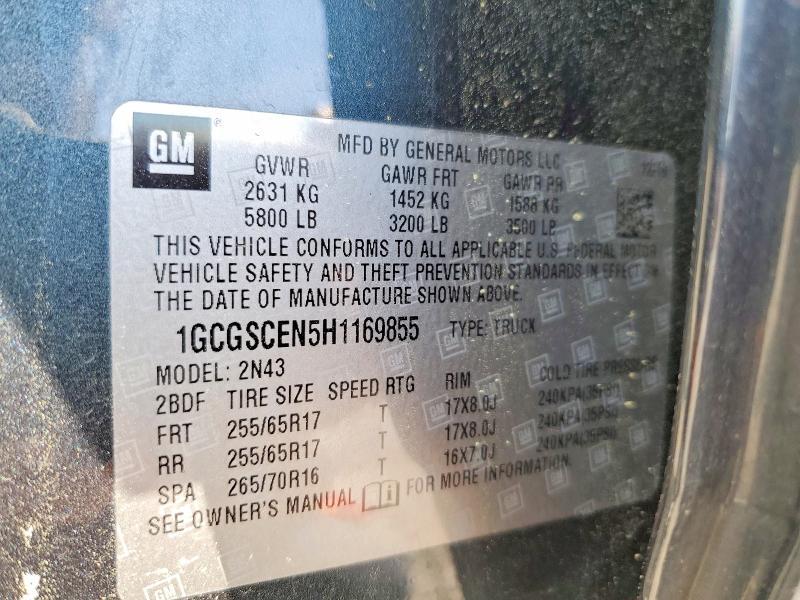 GM
MFD BY GENERAL MOTORS LLC
GVWR GAWR FRT GAWR RR
2631 KG 1452 KG 1588 KG
5800 LB 3200 LB 3500 LB
THIS VEHICLE CONFORMS TO ALL APPLICABLE U.S. FEDERAL MOTOR
VEHICLE SAFETY AND THEFT PREVENTION STANDARDS IN EFFECT ON
THE DATE OF MANUFACTURE SHOWN ABOVE.
1GCGSCEN5H1169855 TYPE: TRUCK
MODEL: 2N43
2BDF TIRE SIZE SPEED RTG RIM COLD TIRE PRESSURE
FRT 255/65R17 T 17X8.0J 240KPA(35PSI)
RR 255/65R17 T 17X8.0J 240KPA(35PSI)
SPA 265/70R16 T 16X7.0J 240KPA(35PSI)
SEE OWNER'S MANUAL FOR MORE INFORMATION.